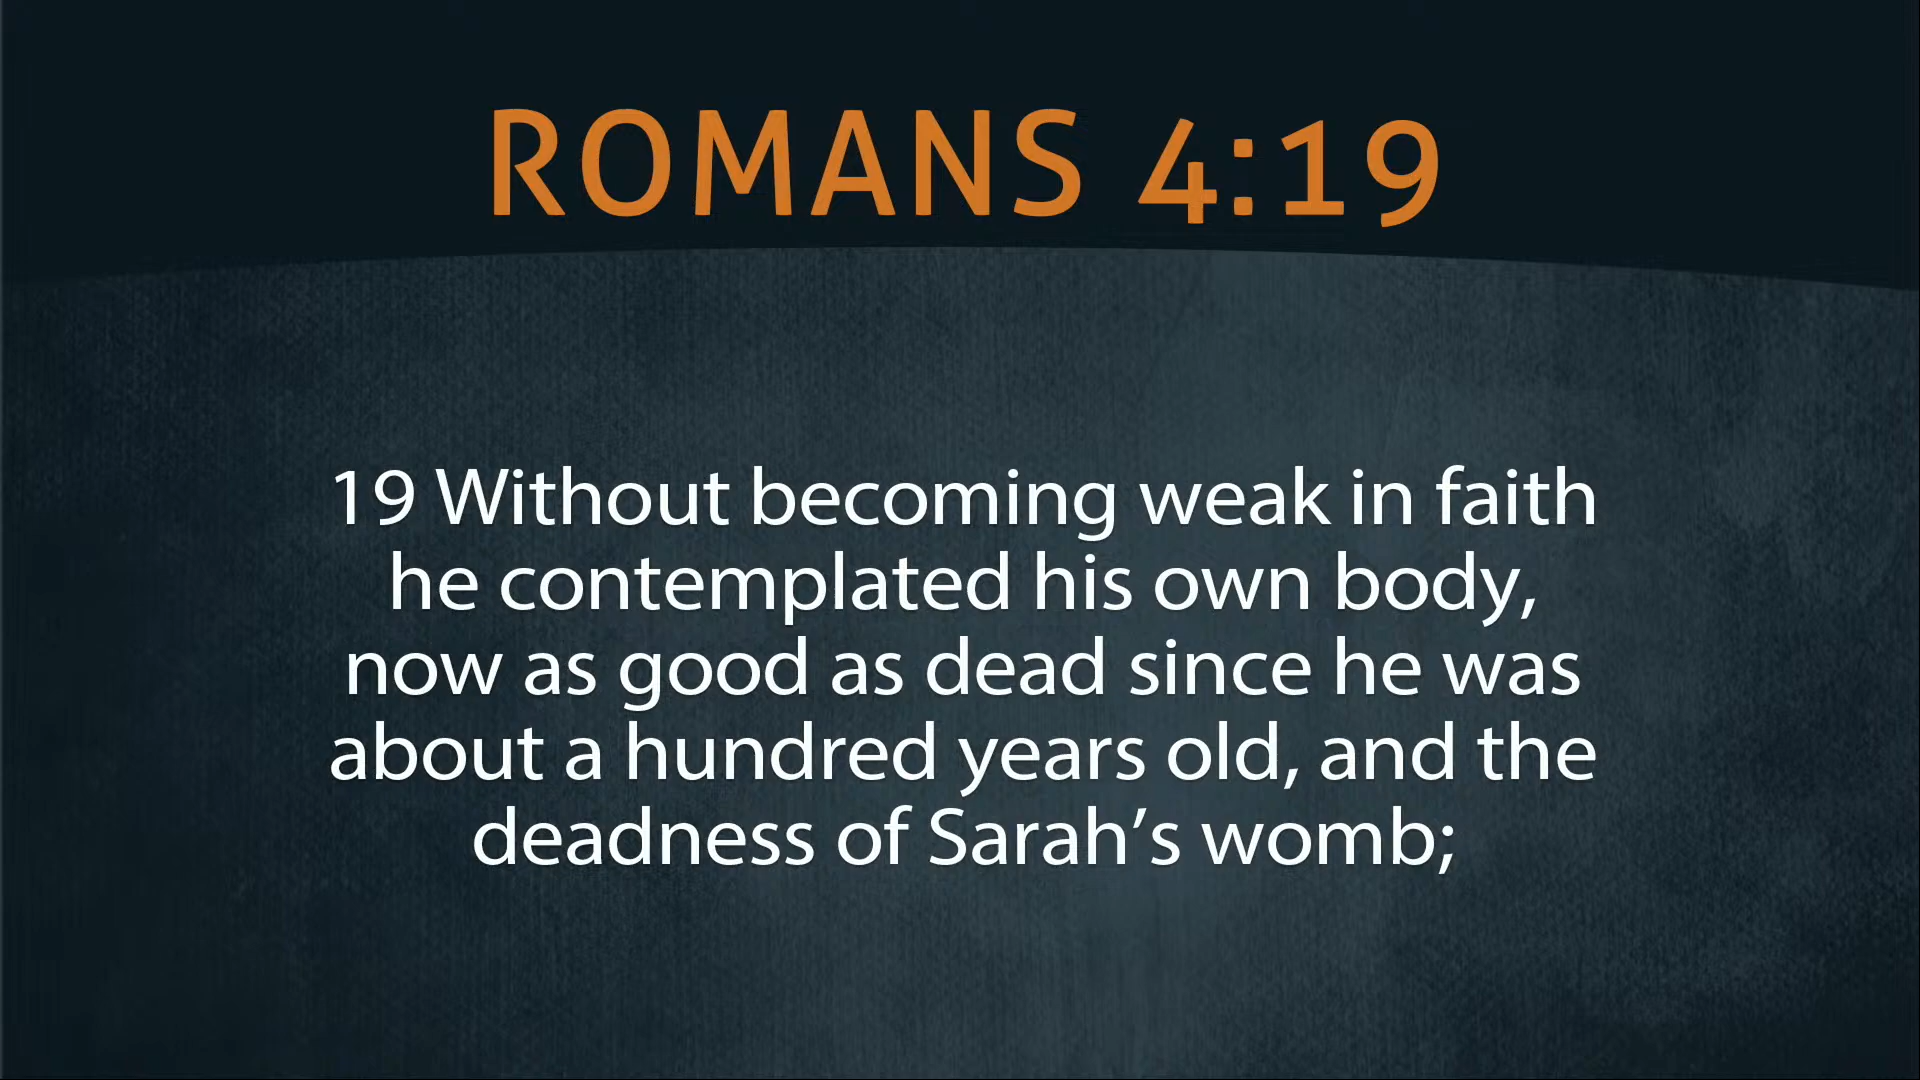 ROMANS 4:19
19 Without becoming weak in faith
he contemplated his own body,
now as good as dead since he was
about a hundred years old, and the
deadness of Sarah’s womb;